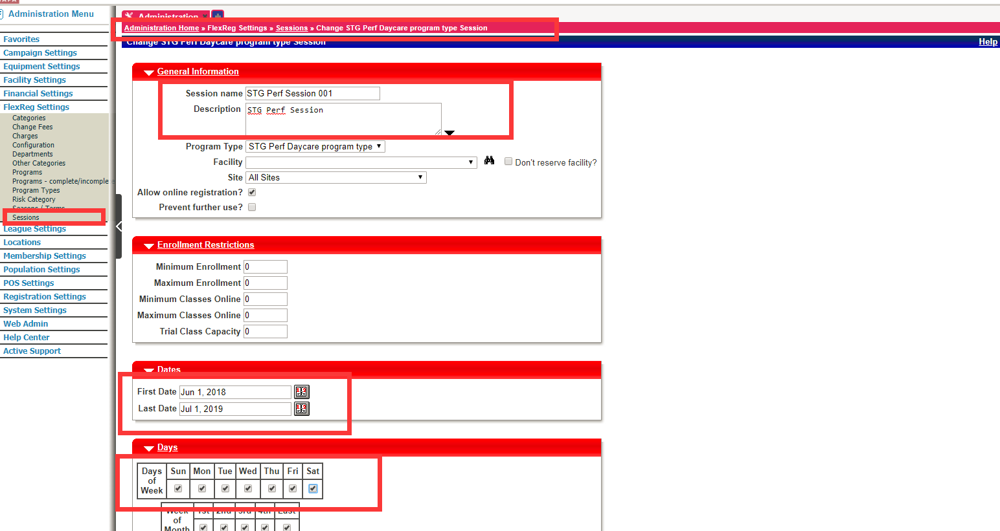 Administration Menu
Favorites
Campaign Settings
Equipment Settings
Facility Settings
Financial Settings
FlexReg Settings
Categories
Change Fees
Charges
Configuration
Departments
Other Categories
Programs
Programs - complete/incomple
Program Types
Risk Category
Seasons / Terms
Sessions
League Settings
Locations
Membership Settings
Population Settings
POS Settings
Registration Settings
System Settings
Web Admin
Help Center
Active Support
Administration
Administration Home » FlexReg Settings » Sessions » Change STG Perf Daycare program type Session
Change STG Perf Daycare program type Session
Help
General Information
Session name STG Perf Session 001
Description STG Perf Session
Program Type STG Perf Daycare program type
Facility Don't reserve facility?
Site All Sites
Allow online registration?
Prevent further use?
Enrollment Restrictions
Minimum Enrollment 0
Maximum Enrollment 0
Minimum Classes Online 0
Maximum Classes Online 0
Trial Class Capacity 0
Dates
First Date Jun 1, 2018
Last Date Jul 1, 2019
Days
Days of Week Sun Mon Tue Wed Thu Fri Sat
Week of Month 1st 2nd 3rd 4th Last